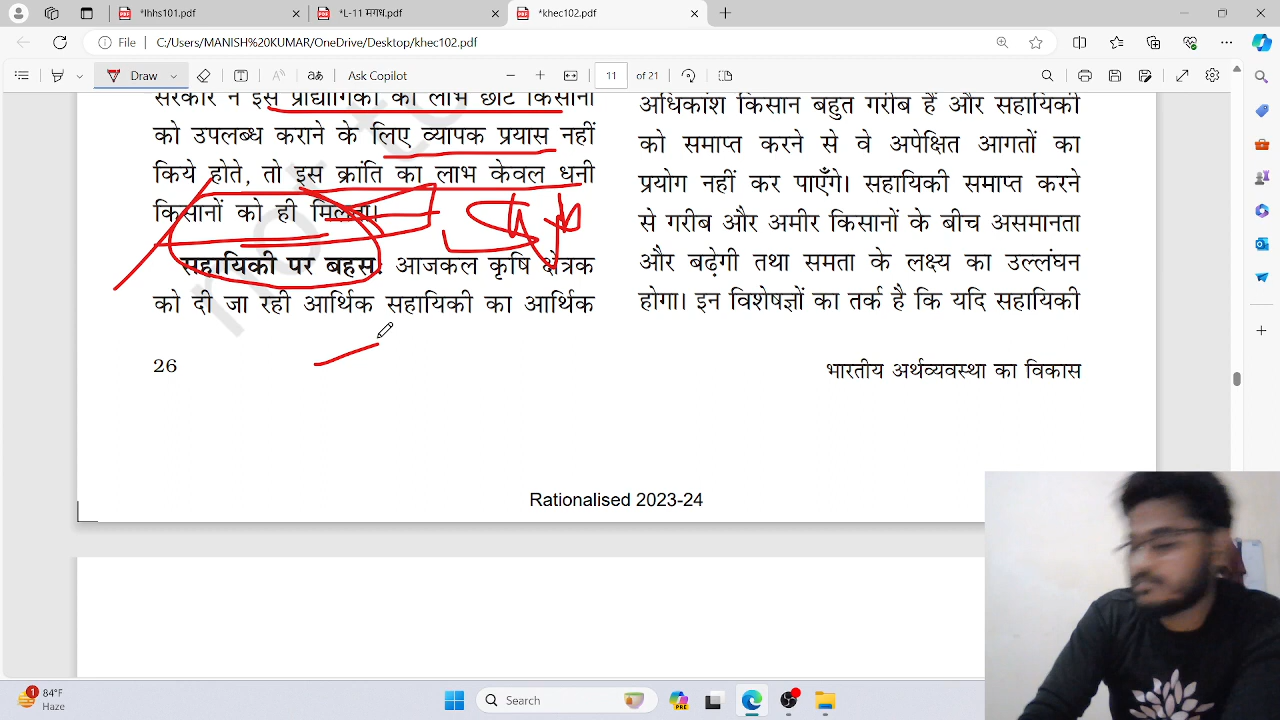 *lhhs101.pdf
*L-11 मगध.pdf
*khec102.pdf
File C:/Users/MANISH%20KUMAR/OneDrive/Desktop/khec102.pdf
Draw
Ask Copilot
11 of 21
सरकार ने इस प्रौद्योगिकी का लाभ छोटे किसानों
को उपलब्ध कराने के लिए व्यापक प्रयास नहीं
किये होते, तो इस क्रांति का लाभ केवल धनी
किसानों को ही मिलता।
सहायिकी पर बहस: आजकल कृषि क्षेत्रक
को दी जा रही आर्थिक सहायिकी का आर्थिक
26
अधिकांश किसान बहुत गरीब हैं और सहायिकी
को समाप्त करने से वे अपेक्षित आगतों का
प्रयोग नहीं कर पाएँगे। सहायिकी समाप्त करने
से गरीब और अमीर किसानों के बीच असमानता
और बढ़ेगी तथा समता के लक्ष्य का उल्लंघन
होगा। इन विशेषज्ञों का तर्क है कि यदि सहायिकी
भारतीय अर्थव्यवस्था का विकास
Rationalised 2023-24
84°F
Haze
Search